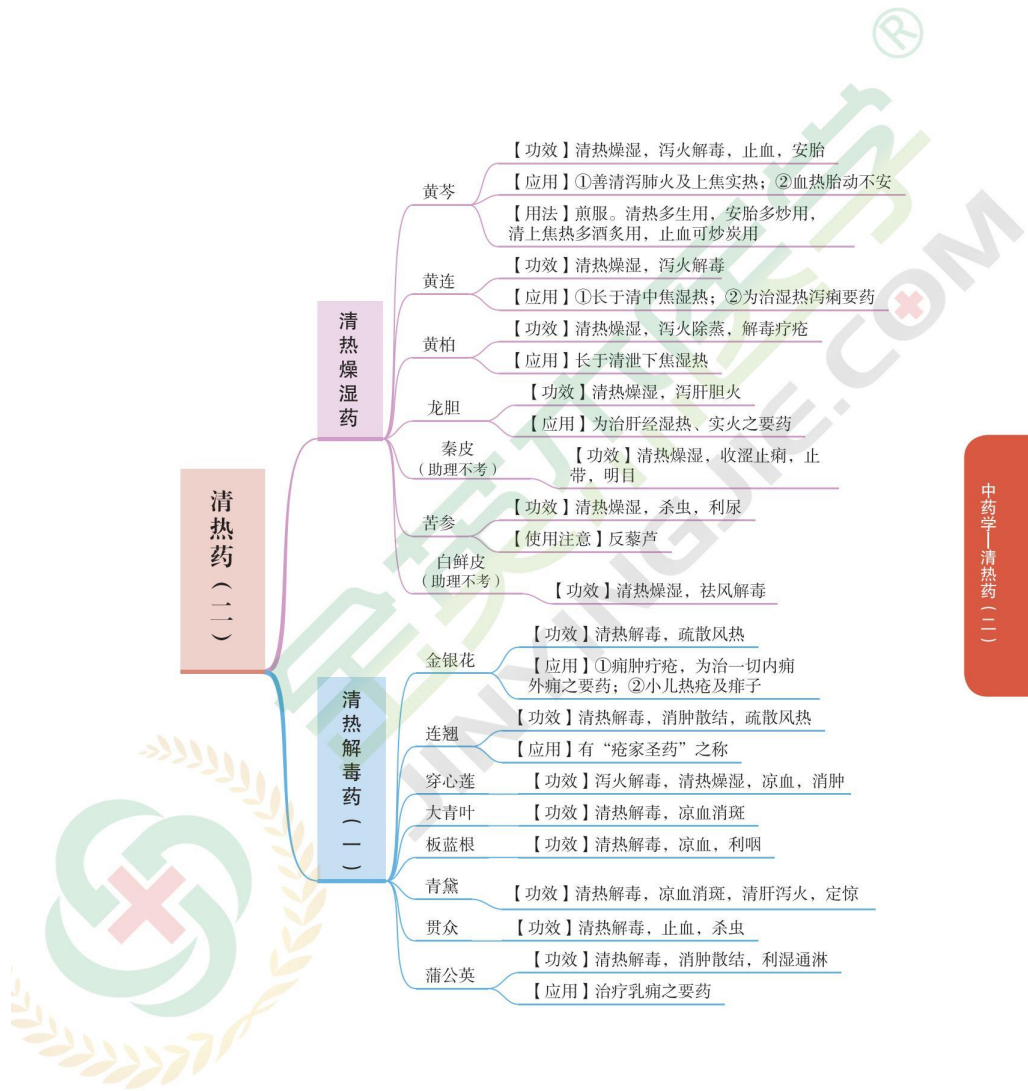 清热药（二）
清热燥湿药
黄芩
【功效】清热燥湿，泻火解毒，止血，安胎
【应用】①善清泻肺火及上焦实热；②血热胎动不安
【用法】煎服。清热多生用，安胎多炒用，
清上焦热多酒炙用，止血可炒炭用
黄连
【功效】清热燥湿，泻火解毒
【应用】①长于清中焦湿热；②为治湿热泻痢要药
黄柏
【功效】清热燥湿，泻火除蒸，解毒疗疮
【应用】长于清泄下焦湿热
龙胆
【功效】清热燥湿，泻肝胆火
【应用】为治肝经湿热、实火之要药
秦皮
（助理不考）
【功效】清热燥湿，收涩止痢，止
带，明目
苦参
【功效】清热燥湿，杀虫，利尿
【使用注意】反藜芦
白鲜皮
（助理不考）
【功效】清热燥湿，祛风解毒
清热解毒药（一）
金银花
【功效】清热解毒，疏散风热
【应用】①痈肿疔疮，为治一切内痈
外痈之要药；②小儿热疮及痱子
连翘
【功效】清热解毒，消肿散结，疏散风热
【应用】有“疮家圣药”之称
穿心莲
【功效】泻火解毒，清热燥湿，凉血，消肿
大青叶
【功效】清热解毒，凉血消斑
板蓝根
【功效】清热解毒，凉血，利咽
青黛
【功效】清热解毒，凉血消斑，清肝泻火，定惊
贯众
【功效】清热解毒，止血，杀虫
蒲公英
【功效】清热解毒，消肿散结，利湿通淋
【应用】治疗乳痈之要药
中药学—清热药（二）
金英杰医学®
JINYINGJIE.COM